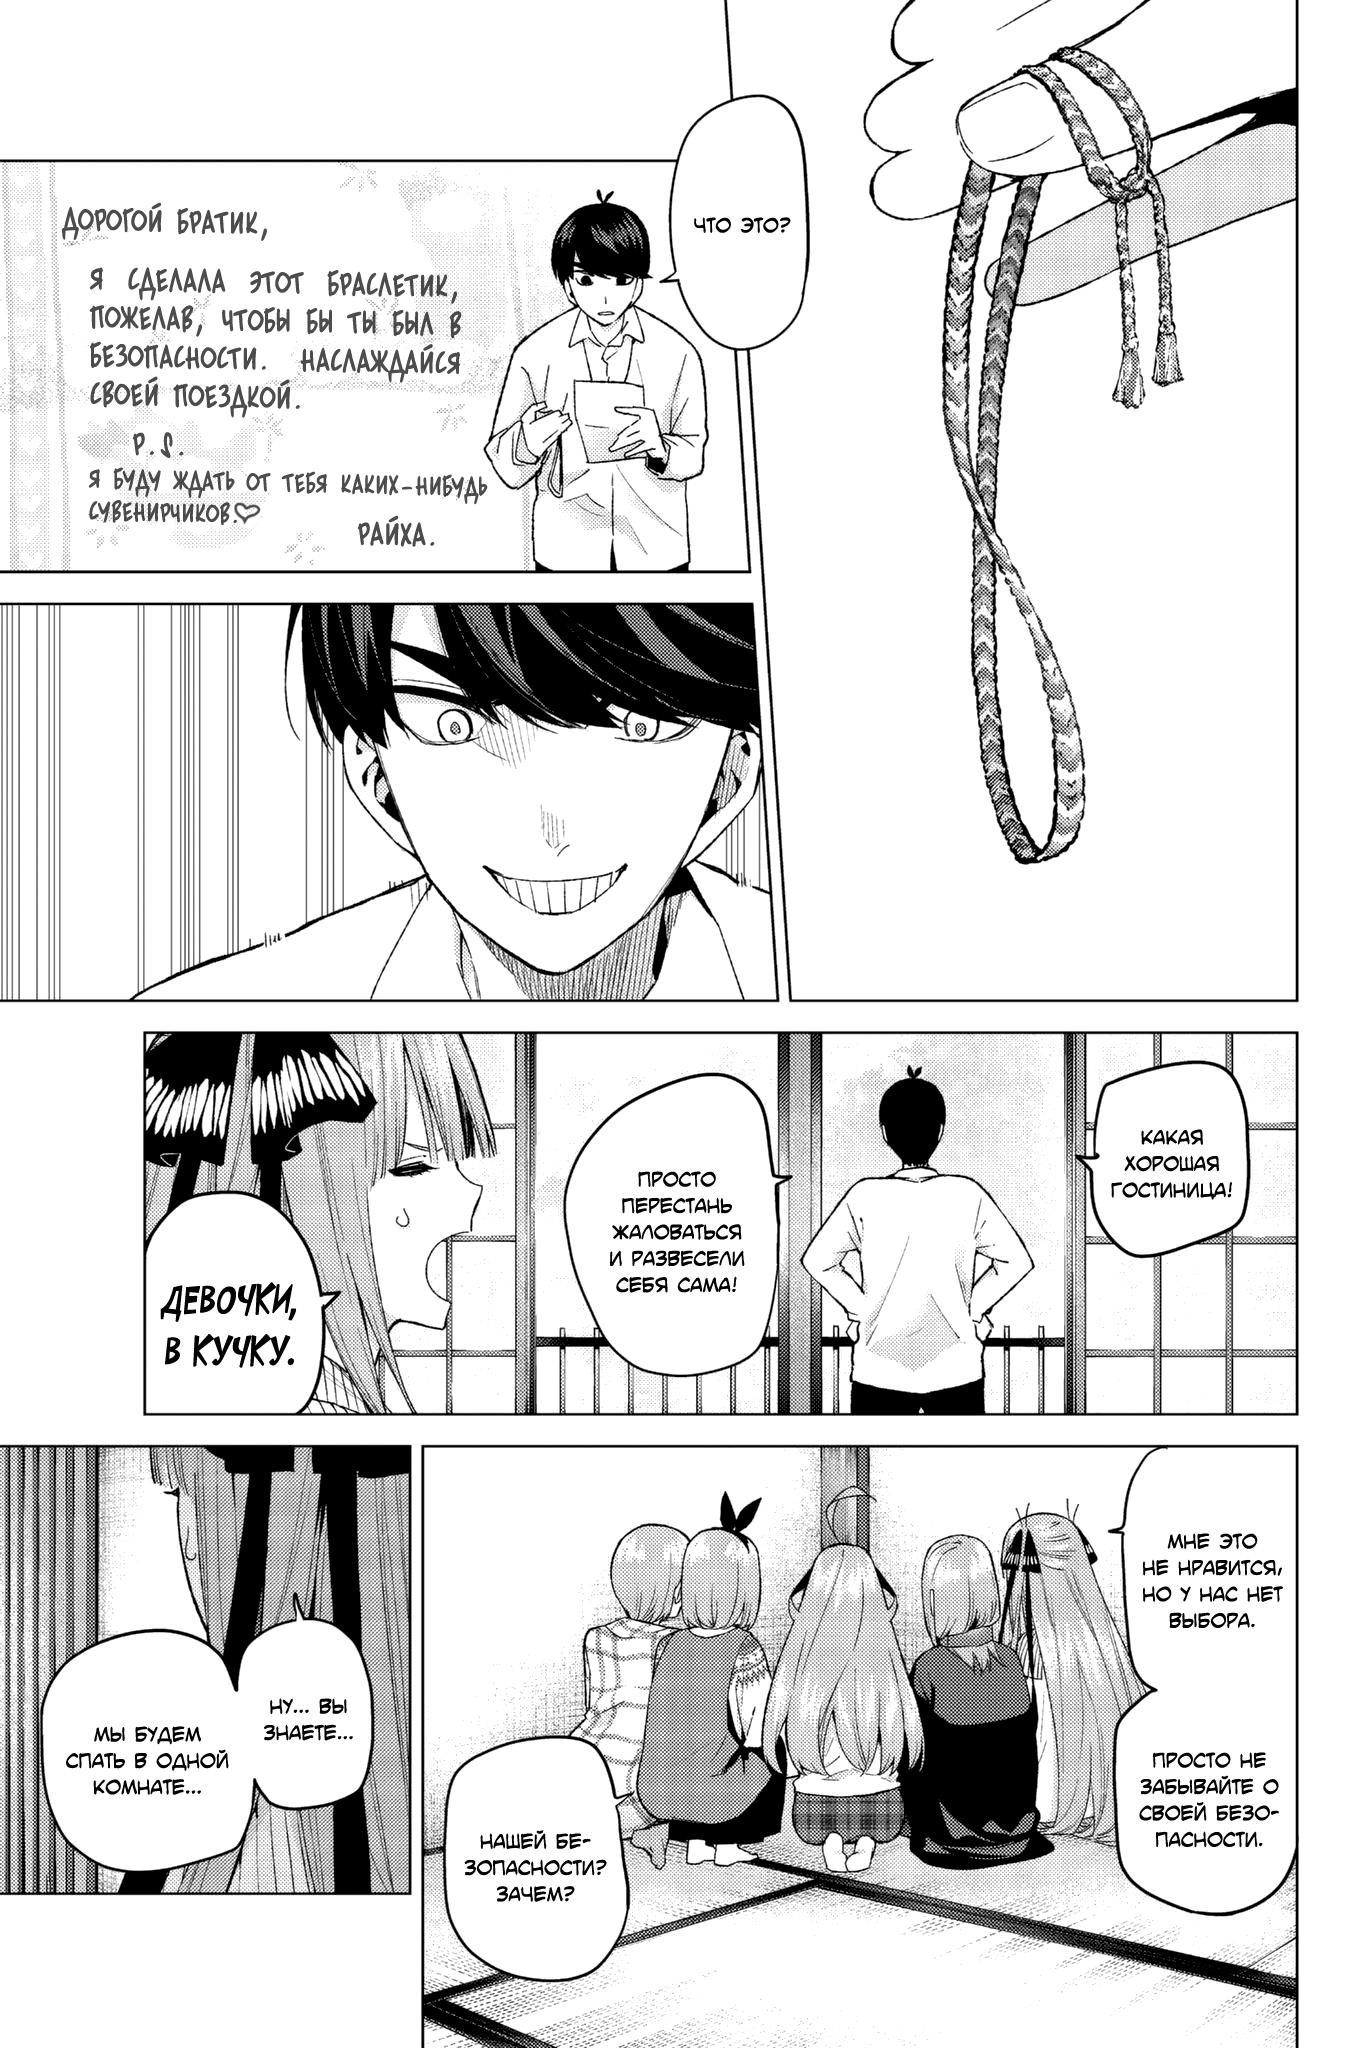 ЧТО ЭТО?
ДОРОГОЙ БРАТИК,
Я СДЕЛАЛА ЭТОТ БРАСЛЕТИК,
ПОЖЕЛАВ, ЧТОБЫ БЫ ТЫ БЫЛ В
БЕЗОПАСНОСТИ. НАСЛАЖДАЙСЯ
СВОЕЙ ПОЕЗДКОЙ.
P.S.
Я БУДУ ЖДАТЬ ОТ ТЕБЯ КАКИХ-НИБУДЬ
СУВЕНИРЧИКОВ.♡
РАЙХА.
КАКАЯ
ХОРОШАЯ
ГОСТИНИЦА!
ПРОСТО
ПЕРЕСТАНЬ
ЖАЛОВАТЬСЯ
И РАЗВЕСЕЛИ
СЕБЯ САМА!
ДЕВОЧКИ,
В КУЧКУ.
МНЕ ЭТО
НЕ НРАВИТСЯ,
НО У НАС НЕТ
ВЫБОРА.
ПРОСТО НЕ
ЗАБЫВАЙТЕ О
СВОЕЙ БЕЗО-
ПАСНОСТИ.
НАШЕЙ БЕ-
ЗОПАСНОСТИ?
ЗАЧЕМ?
НУ... ВЫ
ЗНАЕТЕ...
МЫ БУДЕМ
СПАТЬ В ОДНОЙ
КОМНАТЕ...